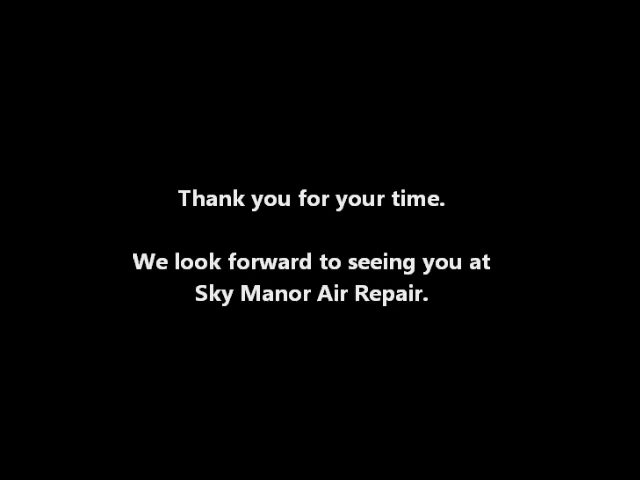 Thank you for your time.
We look forward to seeing you at
Sky Manor Air Repair.